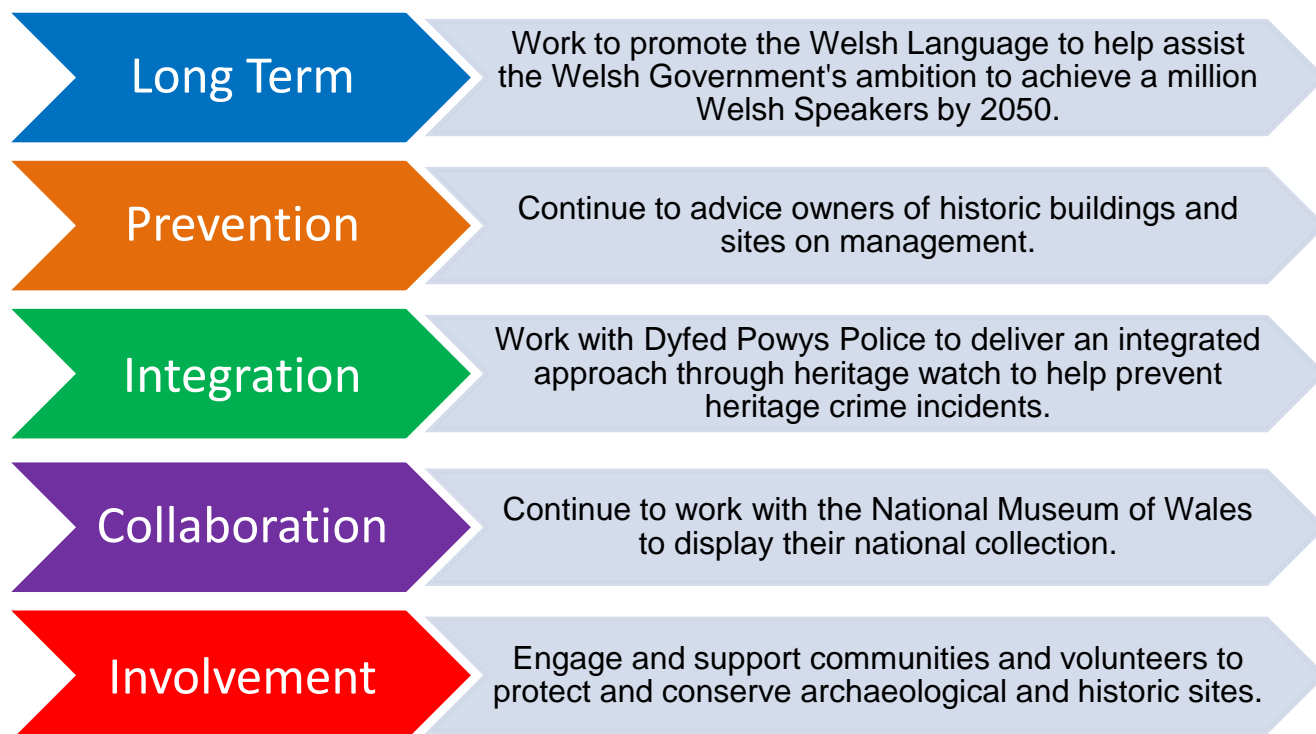 Long Term
Work to promote the Welsh Language to help assist
the Welsh Government's ambition to achieve a million
Welsh Speakers by 2050.
Prevention
Continue to advice owners of historic buildings and
sites on management.
Integration
Work with Dyfed Powys Police to deliver an integrated
approach through heritage watch to help prevent
heritage crime incidents.
Collaboration
Continue to work with the National Museum of Wales
to display their national collection.
Involvement
Engage and support communities and volunteers to
protect and conserve archaeological and historic sites.